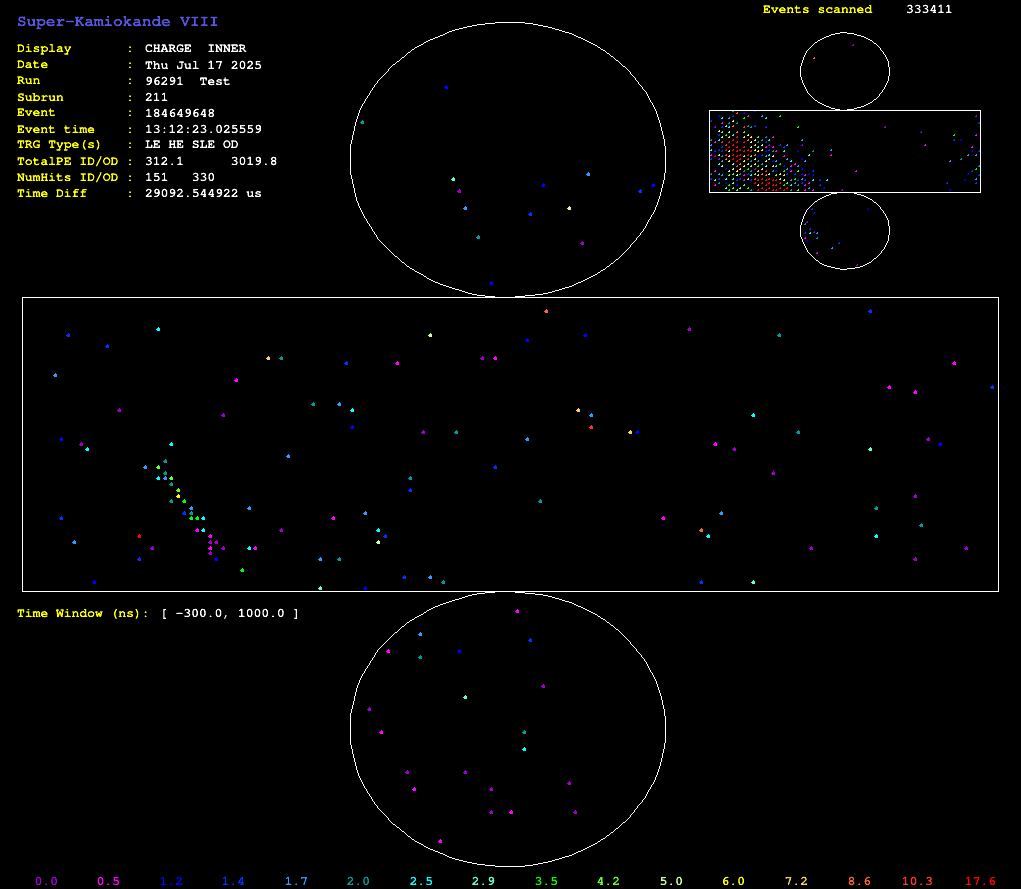 Super-Kamiokande VIII
Events scanned 333411
Display : CHARGE INNER
Date : Thu Jul 17 2025
Run : 96291 Test
Subrun : 211
Event : 184649648
Event time : 13:12:23.025559
TRG Type(s) : LE HE SLE OD
TotalPE ID/OD : 312.1 3019.8
NumHits ID/OD : 151 330
Time Diff : 29092.544922 us
Time Window (ns): [ -300.0, 1000.0 ]
0.0 0.5 1.2 1.4 1.7 2.0 2.5 2.9 3.5 4.2 5.0 6.0 7.2 8.6 10.3 17.6